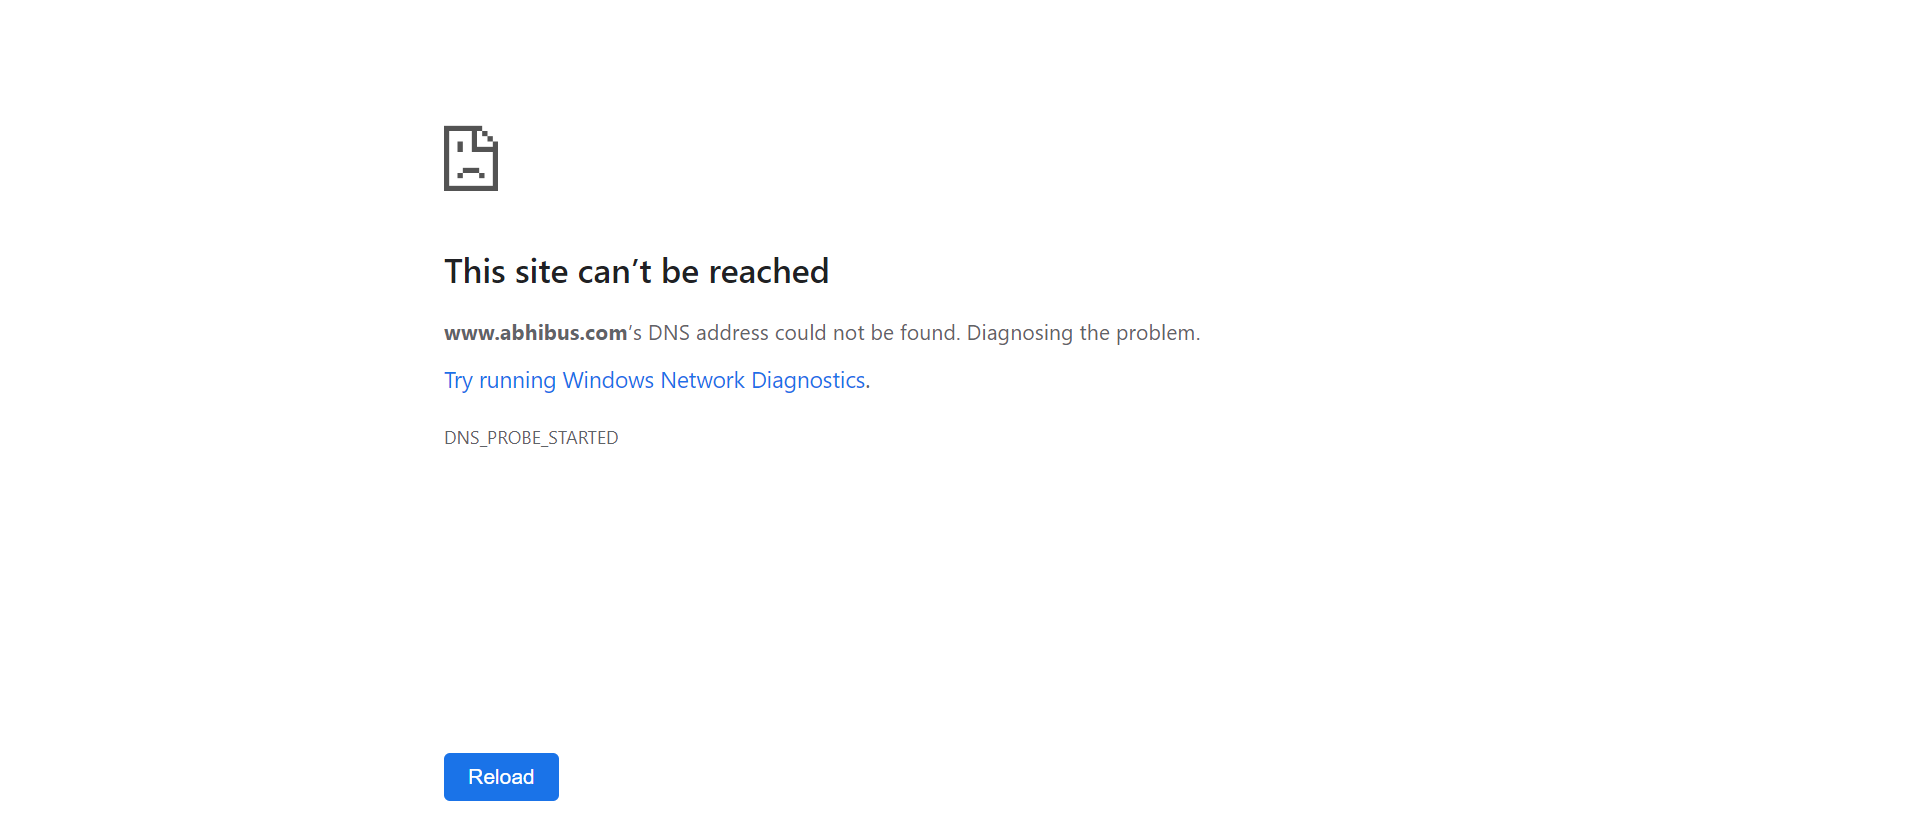 This site can’t be reached
www.abhibus.com’s DNS address could not be found. Diagnosing the problem.
Try running Windows Network Diagnostics.
DNS_PROBE_STARTED
Reload